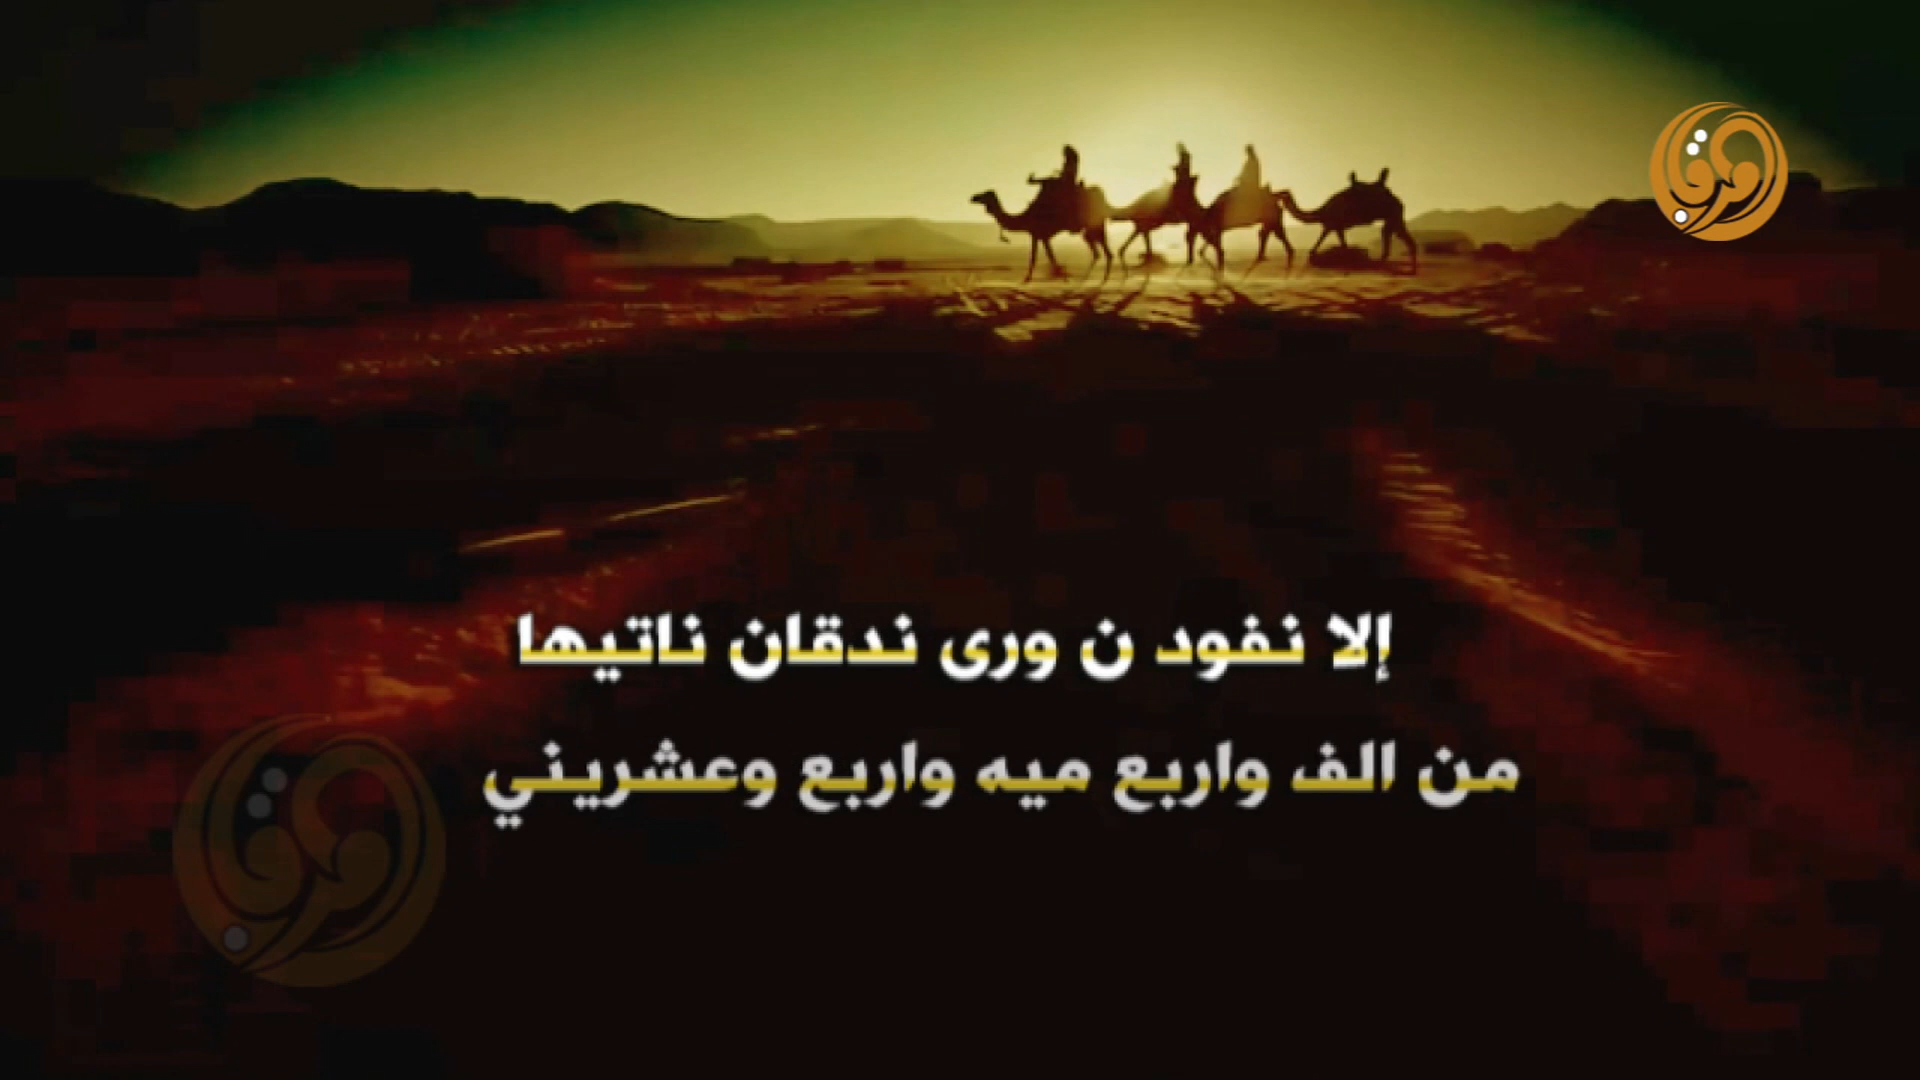 إلا نفود ن ورى ندقان ناتيها
من الف واربع ميه واربع وعشريني